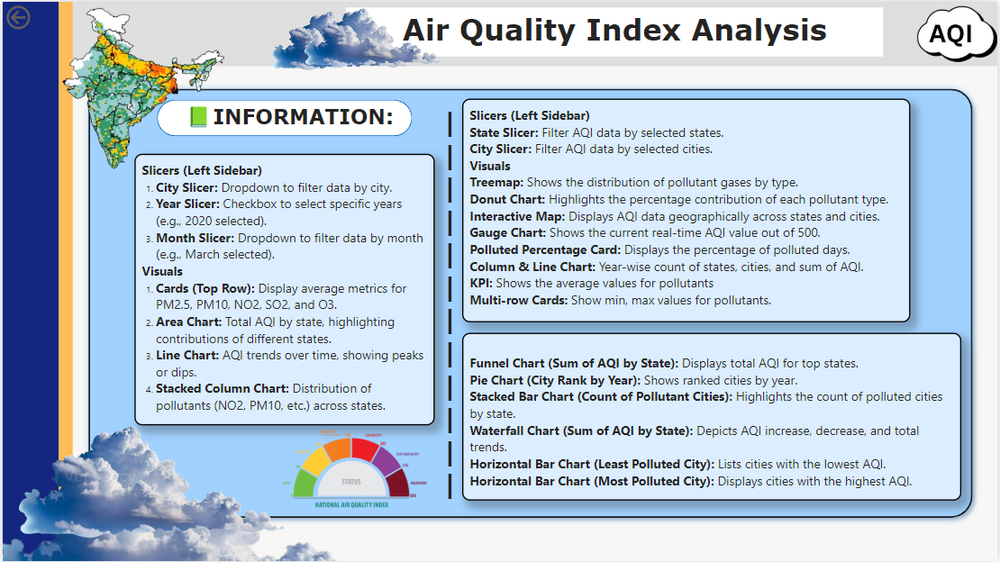 Air Quality Index Analysis
AQI
INFORMATION:
Slicers (Left Sidebar)
1. City Slicer: Dropdown to filter data by city.
2. Year Slicer: Checkbox to select specific years
(e.g., 2020 selected).
3. Month Slicer: Dropdown to filter data by month
(e.g., March selected).
Visuals
1. Cards (Top Row): Display average metrics for
PM2.5, PM10, NO2, SO2, and O3.
2. Area Chart: Total AQI by state, highlighting
contributions of different states.
3. Line Chart: AQI trends over time, showing peaks
or dips.
4. Stacked Column Chart: Distribution of
pollutants (NO2, PM10, etc.) across states.
STATUS
NATIONAL AIR QUALITY INDEX
Slicers (Left Sidebar)
State Slicer: Filter AQI data by selected states.
City Slicer: Filter AQI data by selected cities.
Visuals
Treemap: Shows the distribution of pollutant gases by type.
Donut Chart: Highlights the percentage contribution of each pollutant type.
Interactive Map: Displays AQI data geographically across states and cities.
Gauge Chart: Shows the current real-time AQI value out of 500.
Polluted Percentage Card: Displays the percentage of polluted days.
Column & Line Chart: Year-wise count of states, cities, and sum of AQI.
KPI: Shows the average values for pollutants
Multi-row Cards: Show min, max values for pollutants.
Funnel Chart (Sum of AQI by State): Displays total AQI for top states.
Pie Chart (City Rank by Year): Shows ranked cities by year.
Stacked Bar Chart (Count of Pollutant Cities): Highlights the count of polluted cities
by state.
Waterfall Chart (Sum of AQI by State): Depicts AQI increase, decrease, and total
trends.
Horizontal Bar Chart (Least Polluted City): Lists cities with the lowest AQI.
Horizontal Bar Chart (Most Polluted City): Displays cities with the highest AQI.